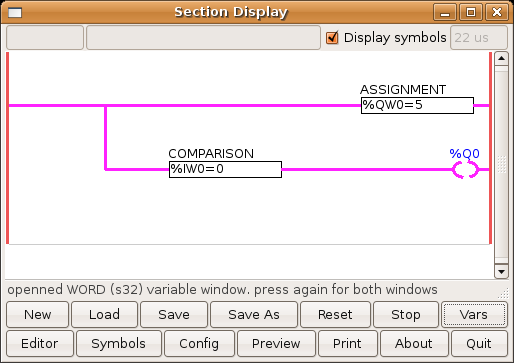 Section Display
Display symbols 22 us
ASSIGNMENT
%QW0=5
COMPARISON %Q0
%IW0=0
openned WORD (s32) variable window. press again for both windows
New Load Save Save As Reset Stop Vars
Editor Symbols Config Preview Print About Quit